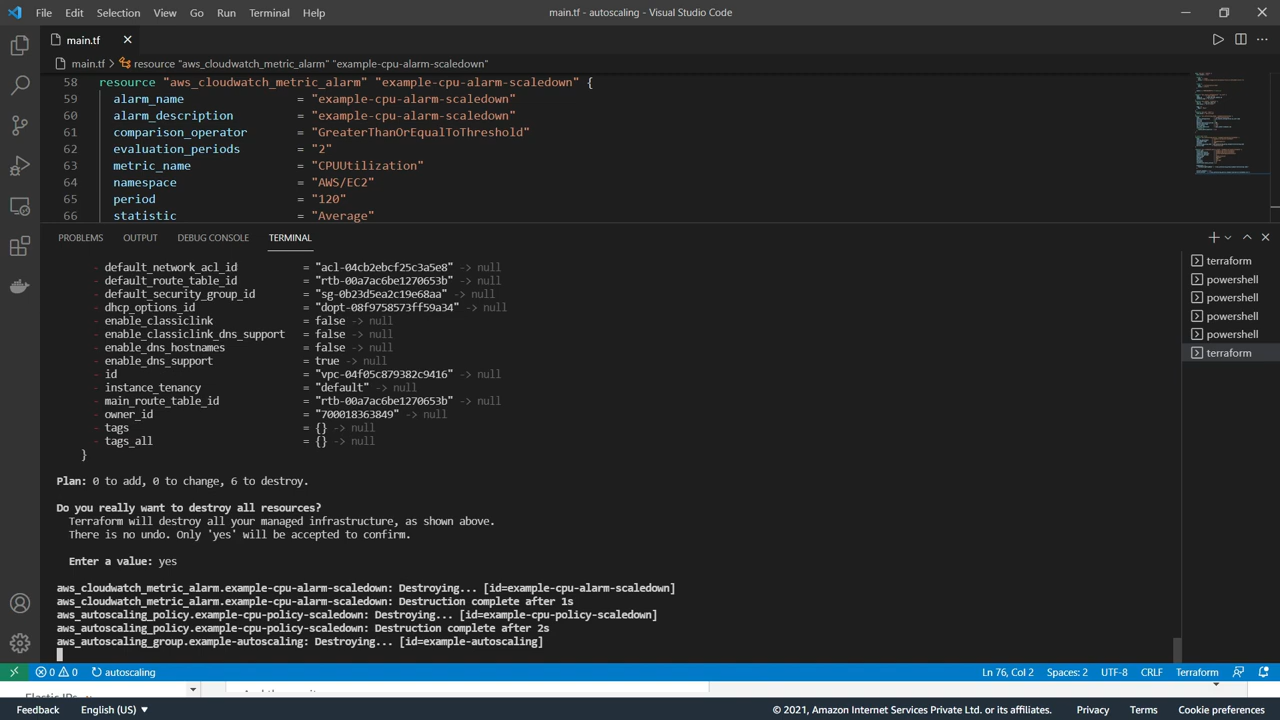 File Edit Selection View Go Run Terminal Help main.tf - autoscaling - Visual Studio Code
main.tf
main.tf > resource "aws_cloudwatch_metric_alarm" "example-cpu-alarm-scaledown"
58 resource "aws_cloudwatch_metric_alarm" "example-cpu-alarm-scaledown" {
59 alarm_name = "example-cpu-alarm-scaledown"
60 alarm_description = "example-cpu-alarm-scaledown"
61 comparison_operator = "GreaterThanOrEqualToThreshold"
62 evaluation_periods = "2"
63 metric_name = "CPUUtilization"
64 namespace = "AWS/EC2"
65 period = "120"
66 statistic = "Average"
PROBLEMS OUTPUT DEBUG CONSOLE TERMINAL
- default_network_acl_id = "acl-04cb2ebcf25c3a5e8" -> null
- default_route_table_id = "rtb-00a7ac6be1270653b" -> null
- default_security_group_id = "sg-0b23d5ea2c19e68aa" -> null
- dhcp_options_id = "dopt-08f9758573ff59a34" -> null
- enable_classiclink = false -> null
- enable_classiclink_dns_support = false -> null
- enable_dns_hostnames = false -> null
- enable_dns_support = true -> null
- id = "vpc-04f05c879382c9416" -> null
- instance_tenancy = "default" -> null
- main_route_table_id = "rtb-00a7ac6be1270653b" -> null
- owner_id = "700018363849" -> null
- tags = {} -> null
- tags_all = {} -> null
}
Plan: 0 to add, 0 to change, 6 to destroy.
Do you really want to destroy all resources?
Terraform will destroy all your managed infrastructure, as shown above.
There is no undo. Only 'yes' will be accepted to confirm.
Enter a value: yes
aws_cloudwatch_metric_alarm.example-cpu-alarm-scaledown: Destroying... [id=example-cpu-alarm-scaledown]
aws_cloudwatch_metric_alarm.example-cpu-alarm-scaledown: Destruction complete after 1s
aws_autoscaling_policy.example-cpu-policy-scaledown: Destroying... [id=example-cpu-policy-scaledown]
aws_autoscaling_policy.example-cpu-policy-scaledown: Destruction complete after 2s
aws_autoscaling_group.example-autoscaling: Destroying... [id=example-autoscaling]
terraform
powershell
powershell
powershell
powershell
terraform
0 0 autoscaling Ln 76, Col 2 Spaces: 2 UTF-8 CRLF Terraform
Elastic IPs
Feedback English (US) © 2021, Amazon Internet Services Private Ltd. or its affiliates. Privacy Terms Cookie preferences